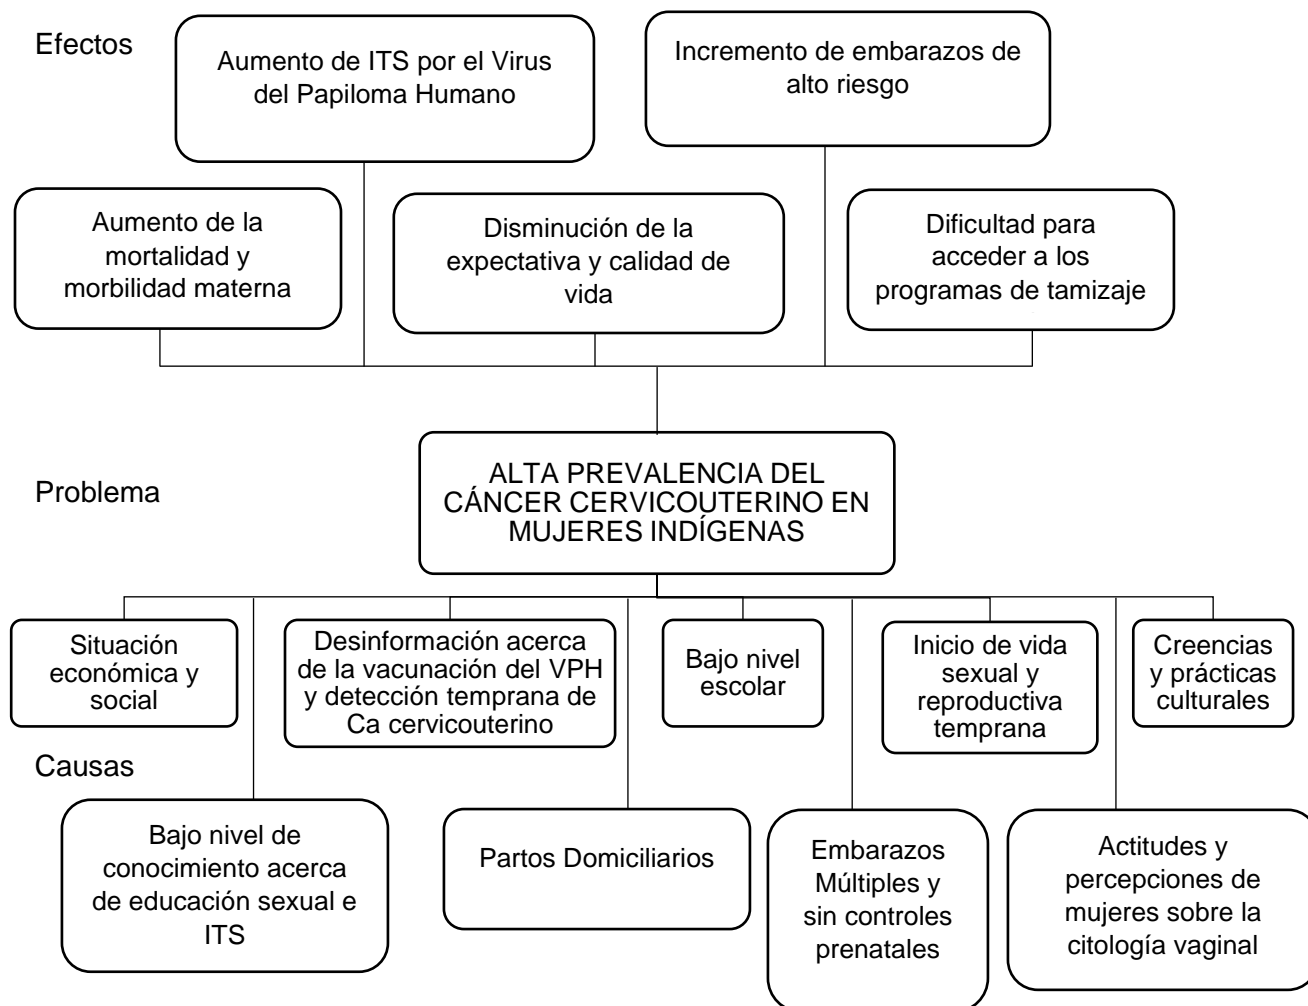 Efectos
Aumento de ITS por el Virus
del Papiloma Humano
Incremento de embarazos de
alto riesgo
Aumento de la
mortalidad y
morbilidad materna
Disminución de la
expectativa y calidad de
vida
Dificultad para
acceder a los
programas de tamizaje
Problema
ALTA PREVALENCIA DEL
CÁNCER CERVICOUTERINO EN
MUJERES INDÍGENAS
Situación
económica y
social
Desinformación acerca
de la vacunación del VPH
y detección temprana de
Ca cervicouterino
Bajo nivel
escolar
Inicio de vida
sexual y
reproductiva
temprana
Creencias
y prácticas
culturales
Causas
Bajo nivel de
conocimiento acerca
de educación sexual e
ITS
Partos Domiciliarios
Embarazos
Múltiples y
sin controles
prenatales
Actitudes y
percepciones de
mujeres sobre la
citología vaginal